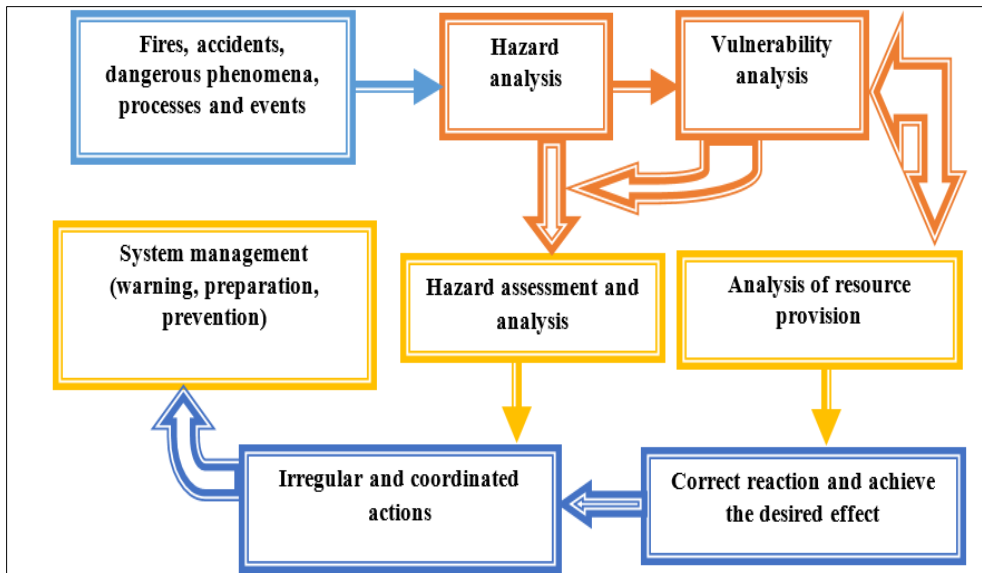 Fires, accidents,
dangerous phenomena,
processes and events
Hazard
analysis
Vulnerability
analysis
System management
(warning, preparation,
prevention)
Hazard assessment and
analysis
Analysis of resource
provision
Irregular and coordinated
actions
Correct reaction and achieve
the desired effect